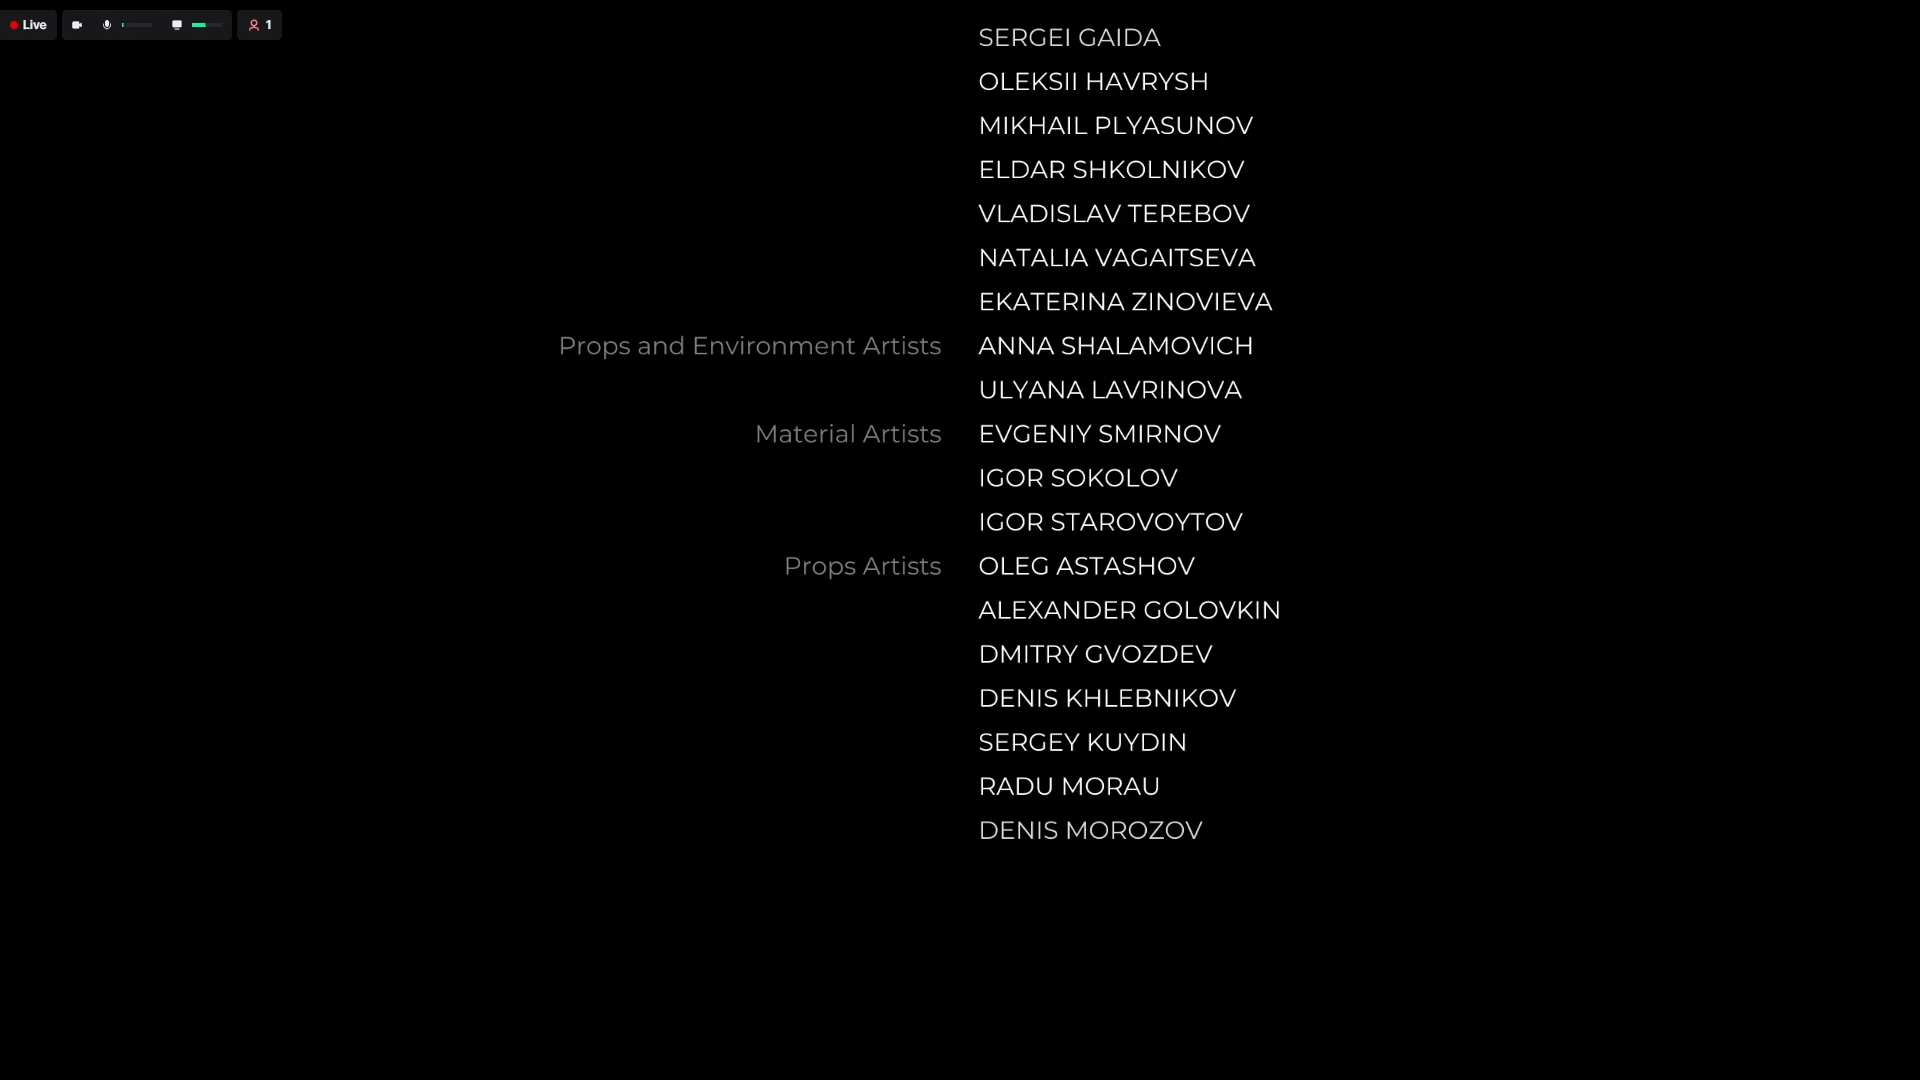 Live
1
SERGEI GAIDA
OLEKSII HAVRYSH
MIKHAIL PLYASUNOV
ELDAR SHKOLNIKOV
VLADISLAV TEREBOV
NATALIA VAGAITSEVA
EKATERINA ZINOVIEVA
Props and Environment Artists ANNA SHALAMOVICH
ULYANA LAVRINOVA
Material Artists EVGENIY SMIRNOV
IGOR SOKOLOV
IGOR STAROVOYTOV
Props Artists OLEG ASTASHOV
ALEXANDER GOLOVKIN
DMITRY GVOZDEV
DENIS KHLEBNIKOV
SERGEY KUYDIN
RADU MORAU
DENIS MOROZOV